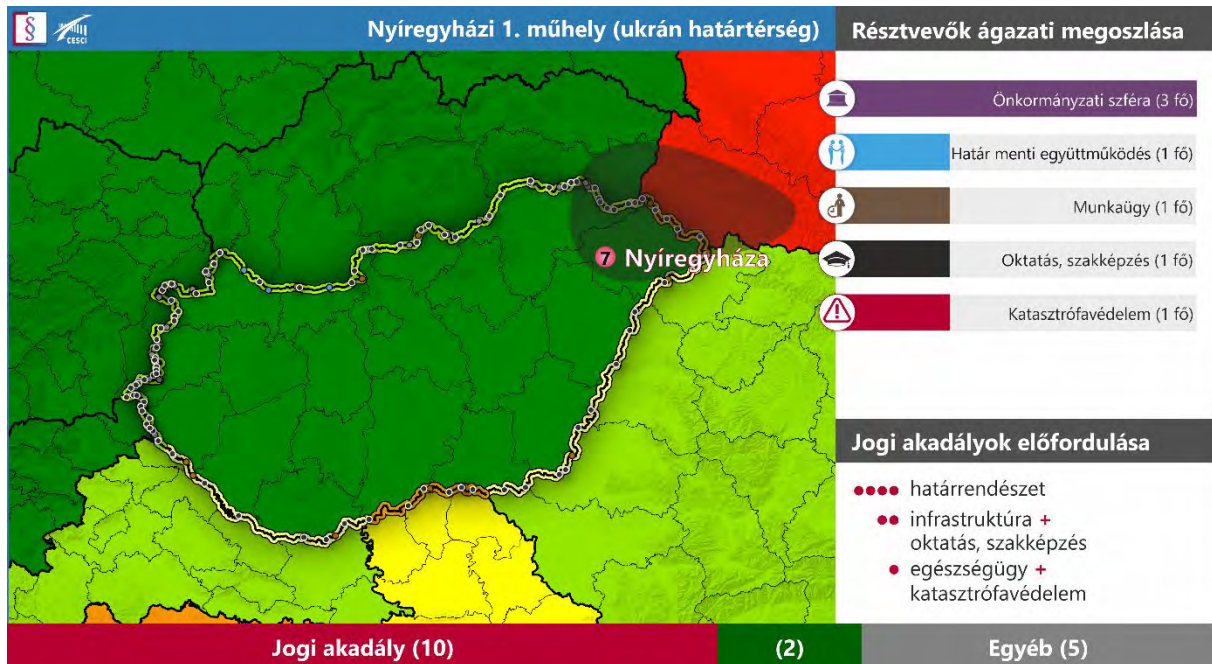 § CESCI
Nyíregyházi 1. műhely (ukrán határtérség)
7 Nyíregyháza
Résztvevők ágazati megoszlása
Önkormányzati szféra (3 fő)
Határ menti együttműködés (1 fő)
Munkaügy (1 fő)
Oktatás, szakképzés (1 fő)
Katasztrófavédelem (1 fő)
Jogi akadályok előfordulása
●●●● határrendészet
●● infrastruktúra +
oktatás, szakképzés
● egészségügy +
katasztrófavédelem
Jogi akadály (10)
(2)
Egyéb (5)